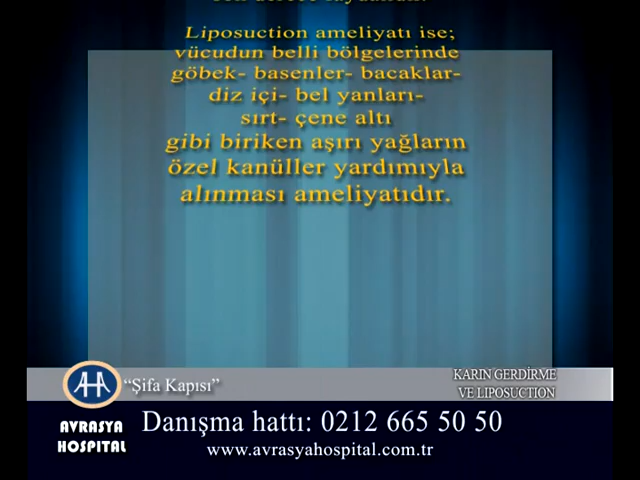 Liposuction ameliyatı ise;
vücudun belli bölgelerinde
göbek- basenler- bacaklar-
diz içi- bel yanları-
sırt- çene altı
gibi biriken aşırı yağların
özel kanüller yardımıyla
alınması ameliyatıdır.
AHA
"Şifa Kapısı"
KARIN GERDİRME
VE LIPOSUCTION
AVRASYA
HOSPITAL
Danışma hattı: 0212 665 50 50
www.avrasyahospital.com.tr